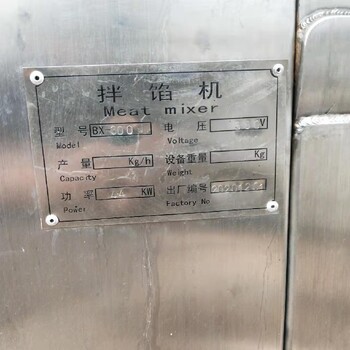 拌馅机
Meat mixer
型号 BX 电压 V
Model Voltage
产量 Kg/h 设备重量 Kg
Capacity Weight
功率 KW 出厂编号
Power Factory No